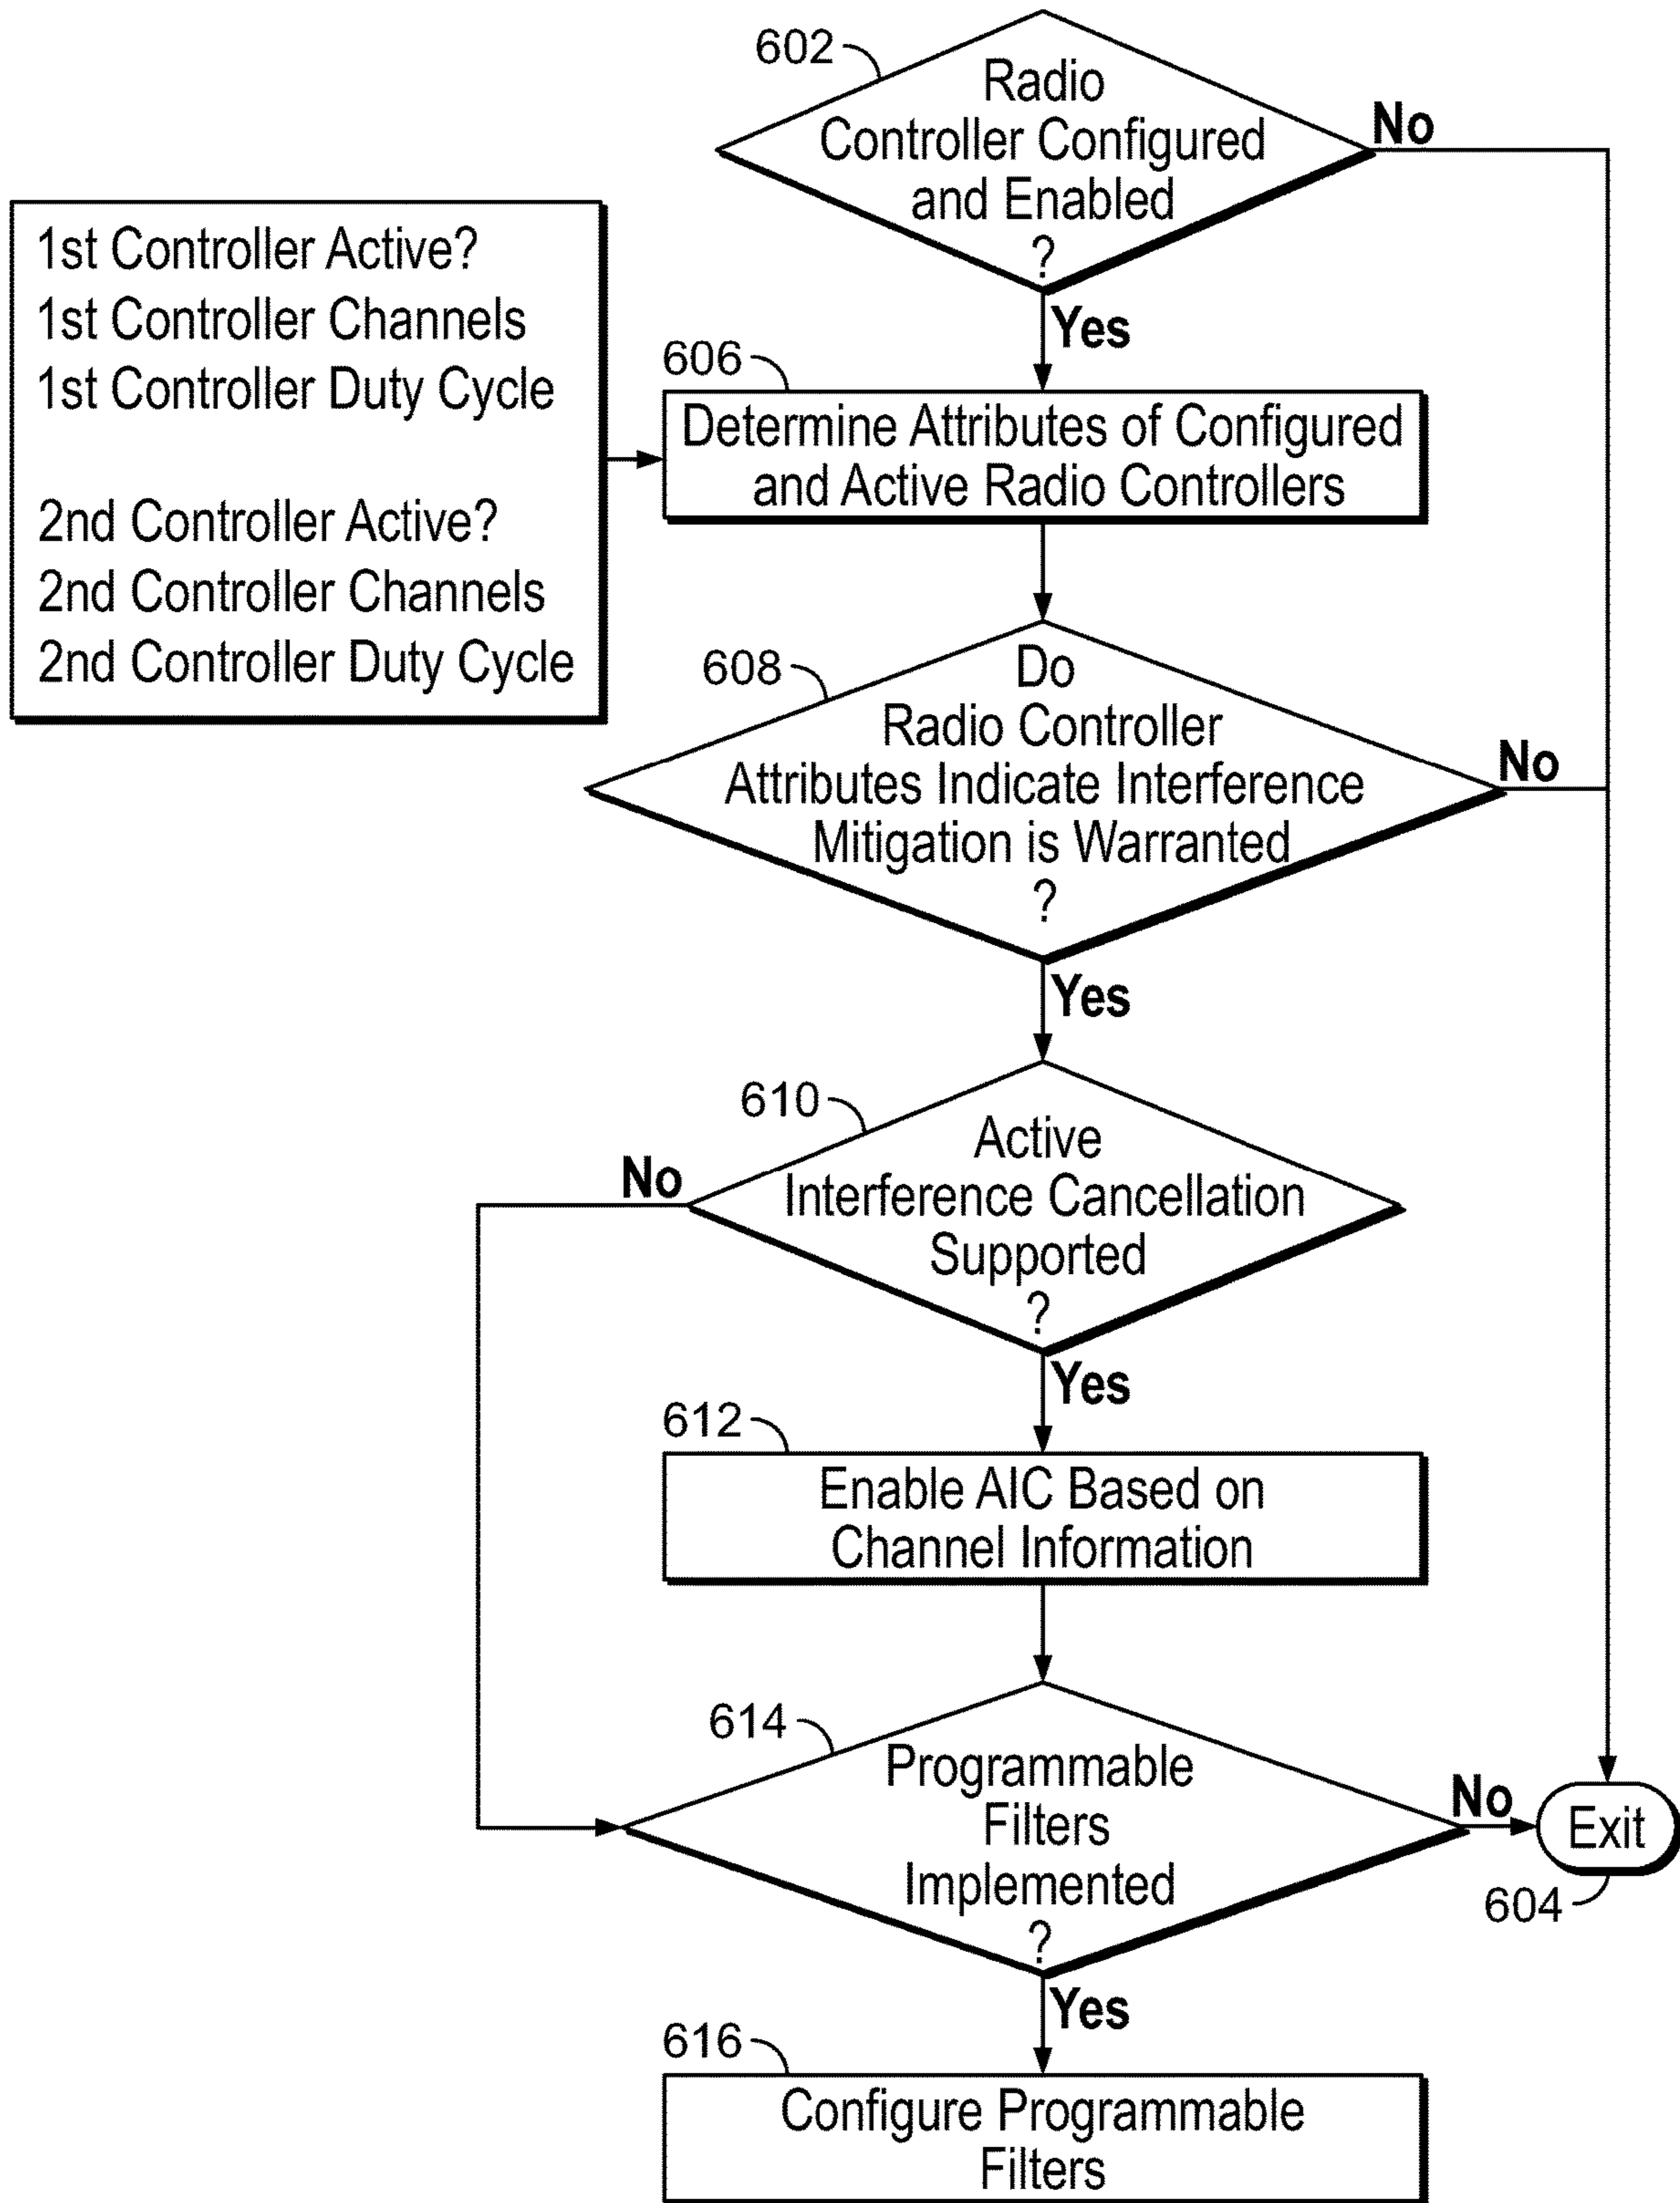 602
Radio
Controller Configured
and Enabled
?
No
Yes
1st Controller Active?
1st Controller Channels
1st Controller Duty Cycle
2nd Controller Active?
2nd Controller Channels
2nd Controller Duty Cycle
606
Determine Attributes of Configured
and Active Radio Controllers
608
Do
Radio Controller
Attributes Indicate Interference
Mitigation is Warranted
?
No
Yes
610
Active
Interference Cancellation
Supported
?
No
Yes
612
Enable AIC Based on
Channel Information
614
Programmable
Filters
Implemented
?
No
Exit
604
Yes
616
Configure Programmable
Filters